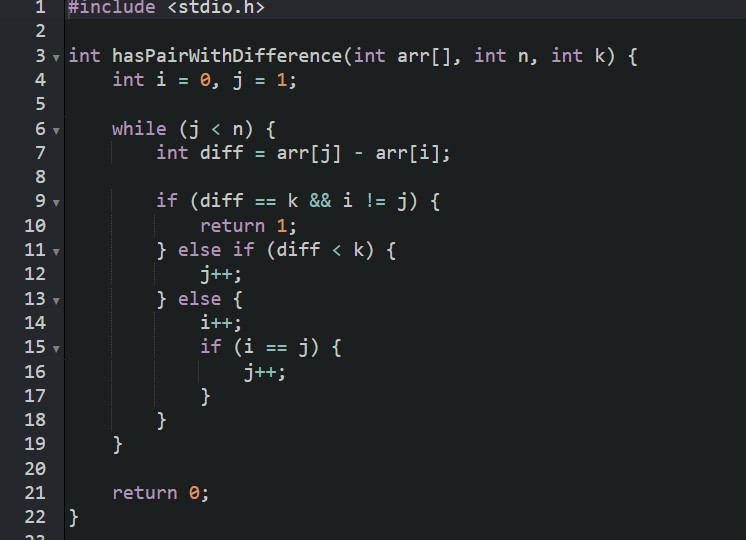 1 #include <stdio.h>
2
3 int hasPairWithDifference(int arr[], int n, int k) {
4     int i = 0, j = 1;
5
6     while (j < n) {
7         int diff = arr[j] - arr[i];
8
9         if (diff == k && i != j) {
10             return 1;
11         } else if (diff < k) {
12             j++;
13         } else {
14             i++;
15             if (i == j) {
16                 j++;
17             }
18         }
19     }
20
21     return 0;
22 }